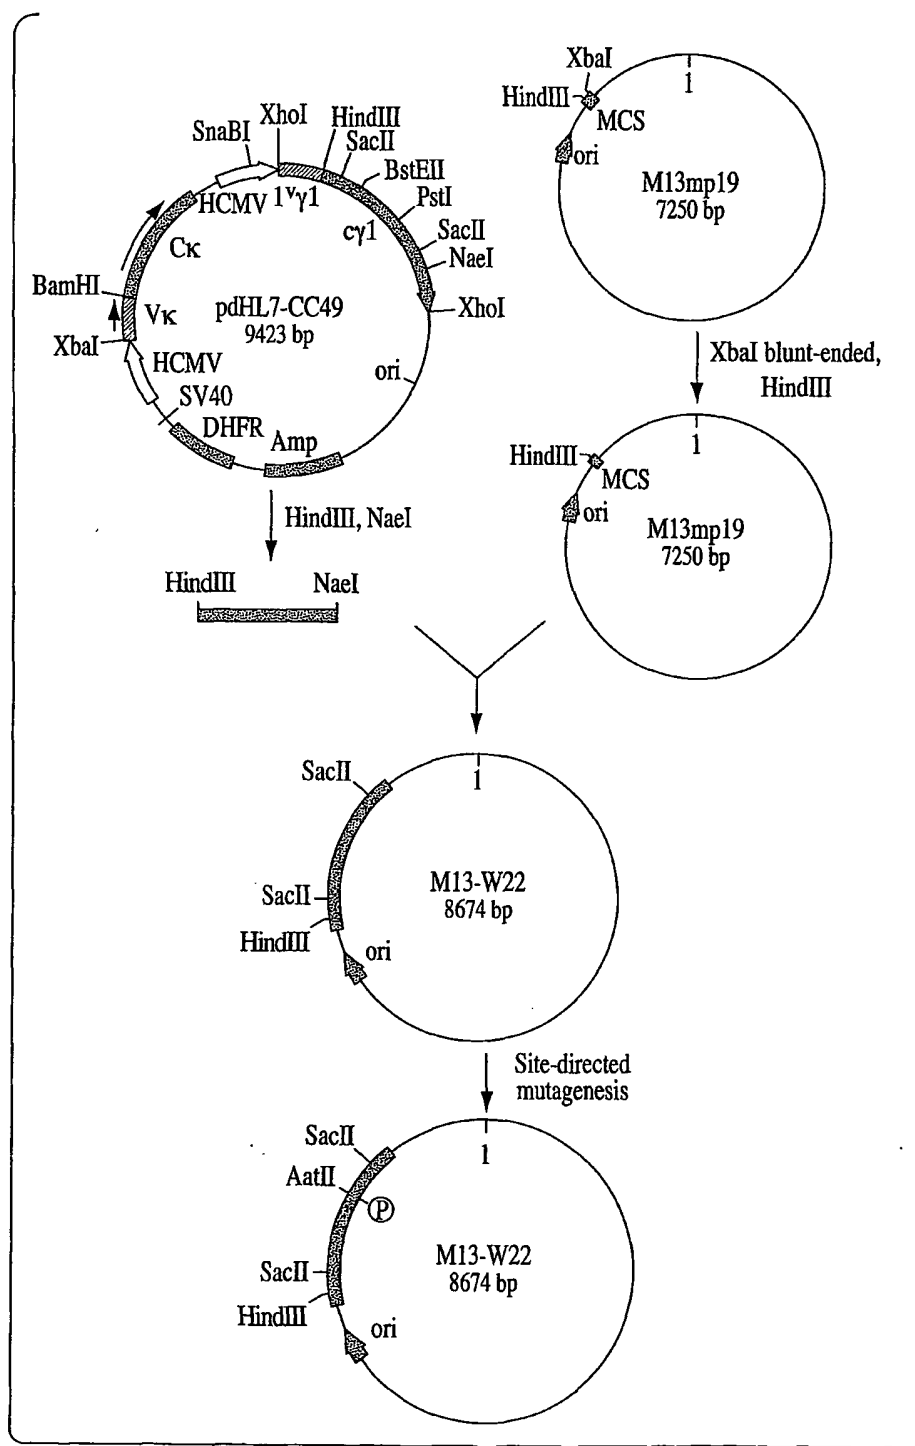 XhoI
HindIII
SnaBI
SacII
BstEII
PstI
HCMV
1vγ1
cγ1
SacII
NaeI
Cκ
BamHI
Vκ
pdHL7-CC49
9423 bp
XhoI
XbaI
HCMV
ori
SV40
DHFR
Amp
HindIII, NaeI
HindIII NaeI
XbaI
HindIII
MCS
1
ori
M13mp19
7250 bp
XbaI blunt-ended,
HindIII
HindIII
MCS
1
ori
M13mp19
7250 bp
SacII
1
M13-W22
8674 bp
SacII
HindIII
ori
Site-directed
mutagenesis
SacII
1
AatII
P
M13-W22
8674 bp
SacII
HindIII
ori